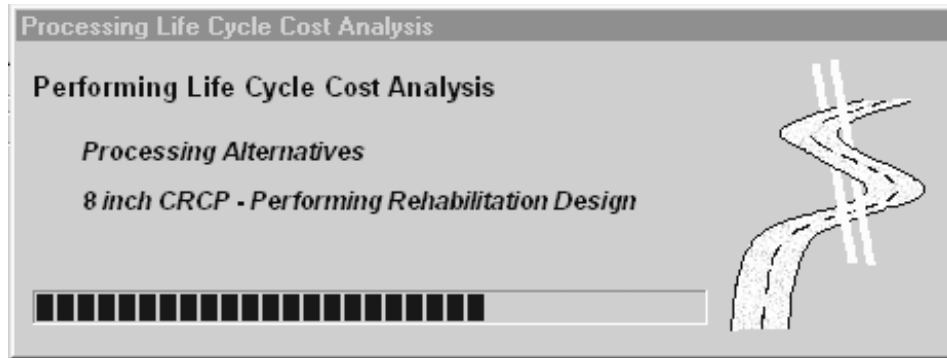 Processing Life Cycle Cost Analysis
Performing Life Cycle Cost Analysis
Processing Alternatives
8 inch CRCP - Performing Rehabilitation Design